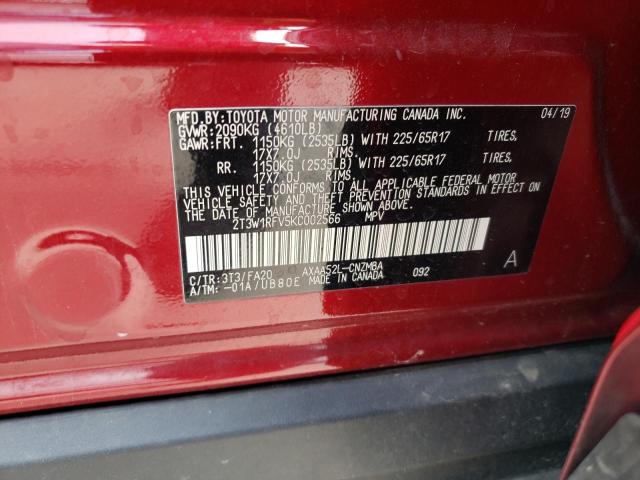 MFD.BY:TOYOTA MOTOR MANUFACTURING CANADA INC. 04/19
GVWR:2090KG (4610LB)
GAWR:FRT. 1150KG (2535LB) WITH 225/65R17 TIRES,
17X7.0J RIMS,
RR. 1150KG (2535LB) WITH 225/65R17 TIRES,
17X7.0J RIMS,
THIS VEHICLE CONFORMS TO ALL APPLICABLE FEDERAL MOTOR
VEHICLE SAFETY AND THEFT PREVENTION STANDARDS IN EFFECT ON
THE DATE OF MANUFACTURE SHOWN ABOVE.
2T3W1RFV5KC002566 MPV
C/TR:3T3/FA20 AXAA52L-CNZMBA 092 A
A/TM:-01A/UB80E MADE IN CANADA